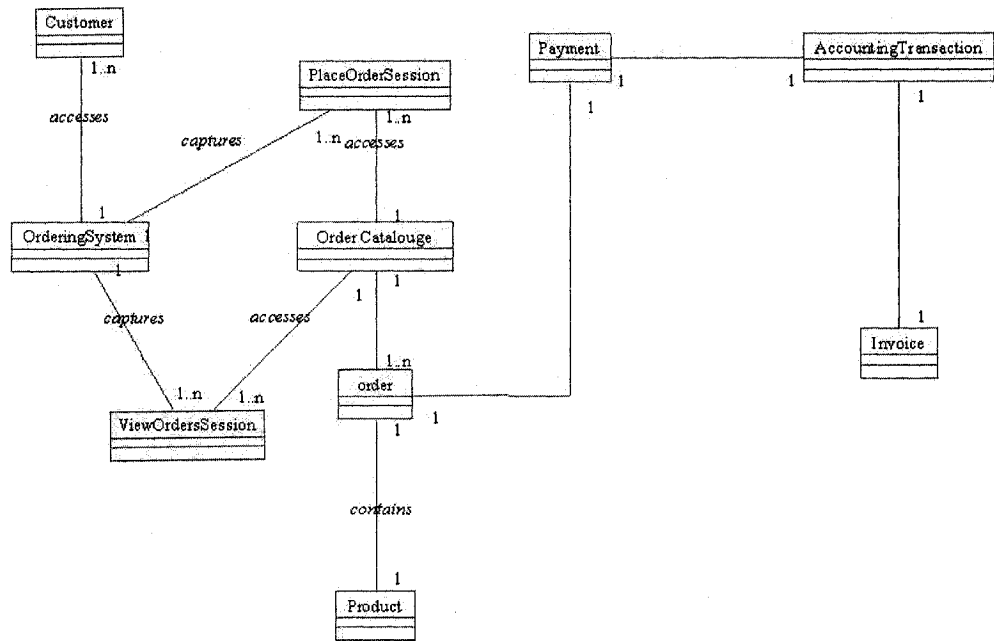 Customer
1..n
accesses
1
OrderingSystem 1
1
captures
1..n
PlaceOrderSession
1..n
1..n
accesses
captures
1
Order Catalouge
1
1
accesses
1..n
1..n
ViewOrdersSession
order
1
1
contains
1
Product
Payment
1
1
1
AccountingTransaction
1
1
Invoice